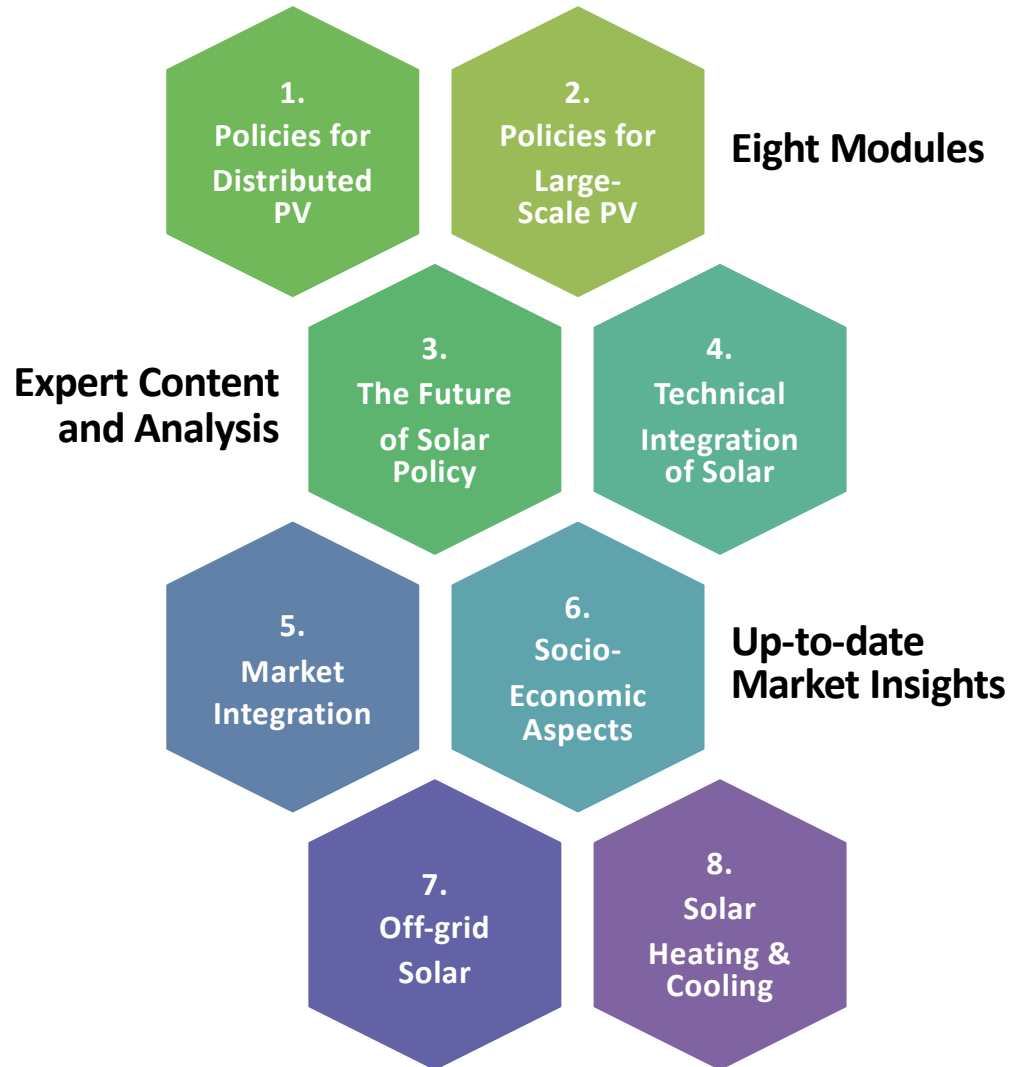 1.
Policies for
Distributed
PV
2.
Policies for
Large-
Scale PV
Eight Modules
Expert Content
and Analysis
3.
The Future
of Solar
Policy
4.
Technical
Integration
of Solar
5.
Market
Integration
6.
Socio-
Economic
Aspects
Up-to-date
Market Insights
7.
Off-grid
Solar
8.
Solar
Heating &
Cooling